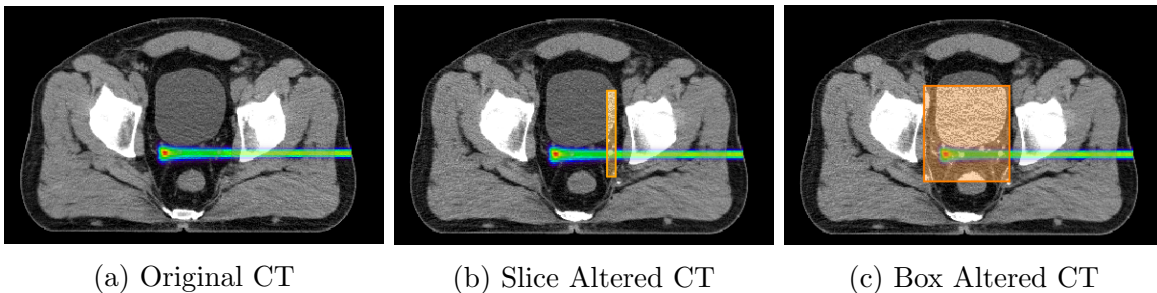 (a) Original CT
(b) Slice Altered CT
(c) Box Altered CT